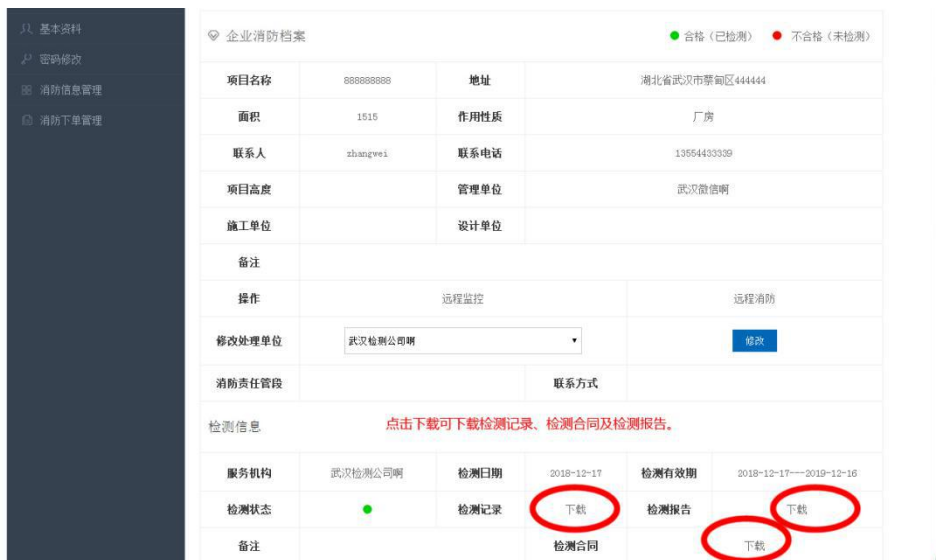 基本资料
密码修改
消防信息管理
消防下单管理
企业消防档案 合格（已检测） 不合格（未检测）
项目名称 888888888 地址 湖北省武汉市蔡甸区444444
面积 1515 作用性质 厂房
联系人 zhangwei 联系电话 13554433339
项目高度 管理单位 武汉微信啊
施工单位 设计单位
备注
操作 远程监控 远程消防
修改处理单位 武汉检测公司啊 修改
消防责任管段 联系方式
检测信息 点击下载可下载检测记录、检测合同及检测报告。
服务机构 武汉检测公司啊 检测日期 2018-12-17 检测有效期 2018-12-17---2019-12-16
检测状态 检测记录 下载 检测报告 下载
备注 检测合同 下载